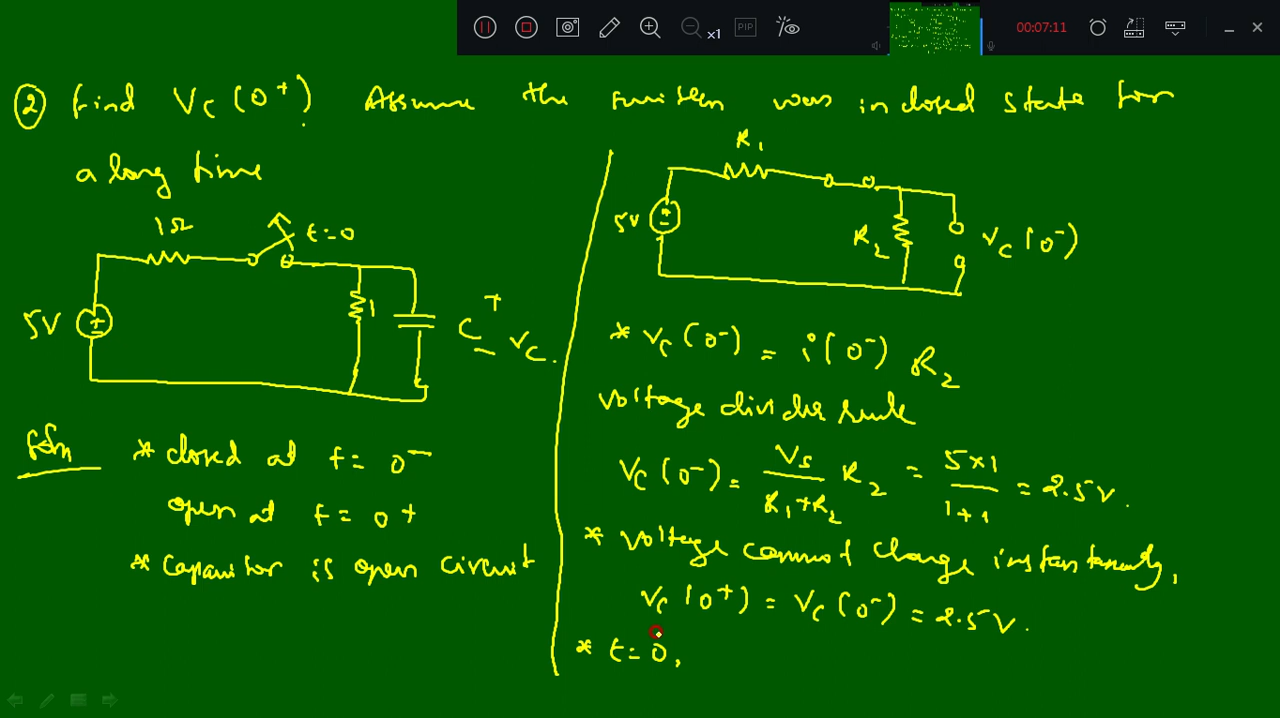 PIP
x1
00:07:11
② find Vc(0+). Assume the switch was in closed state for
a long time
1Ω
t=0
5V
1
C
+
-
Vc.
Soln
* closed at t= 0-
open at t= 0+
* Capacitor is open circuit
R1
5V
R2
Vc(0-)
* Vc(0-) = i(0-) R2
Voltage divider rule
Vc(0-) = Vs/(R1+R2) R2 = 5×1/(1+1) = 2.5V.
* Voltage cannot change instantaneously,
Vc(0+) = Vc(0-) = 2.5V.
* t=0,